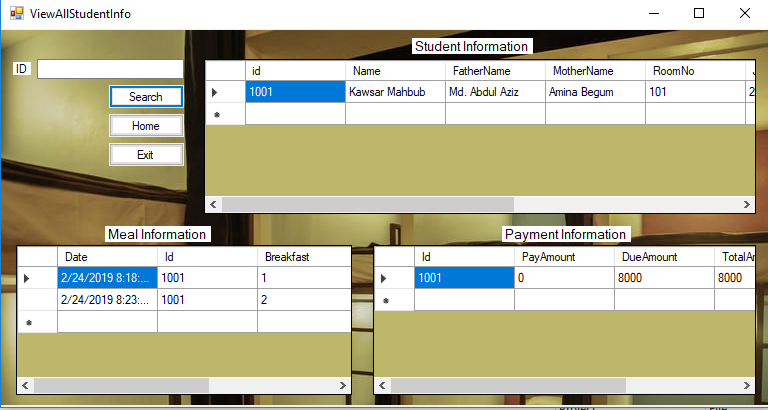 ViewAllStudentInfo
Student Information
ID
id Name FatherName MotherName RoomNo
1001 Kawsar Mahbub Md. Abdul Aziz Amina Begum 101 2
Search
Home
Exit
Meal Information
Date Id Breakfast
2/24/2019 8:18:... 1001 1
2/24/2019 8:23:... 1001 2
Payment Information
Id PayAmount DueAmount TotalAm
1001 0 8000 8000